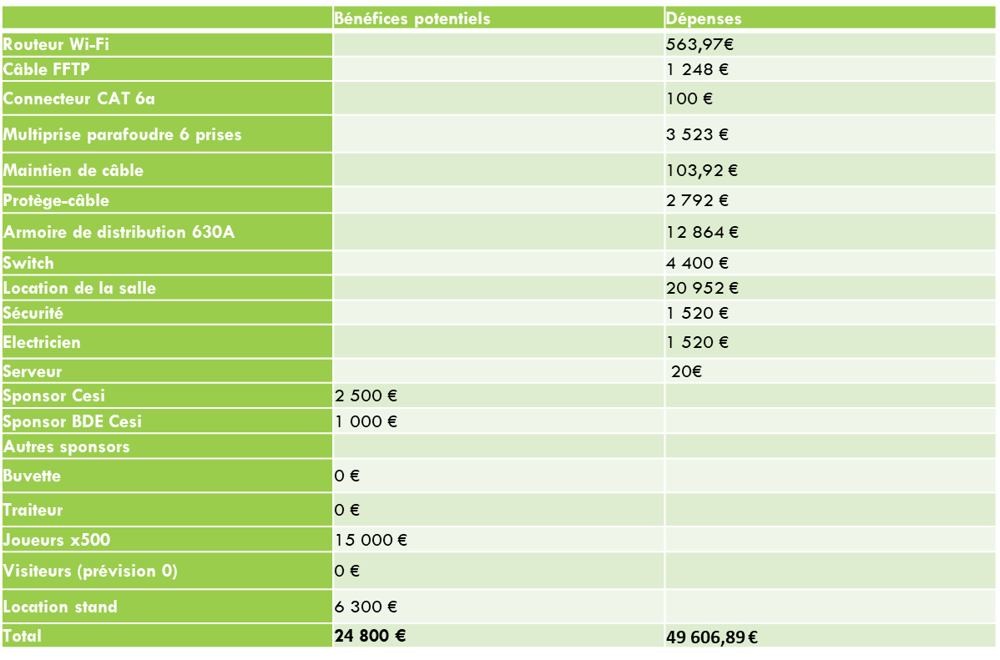 Bénéfices potentiels Dépenses
Routeur Wi-Fi 563,97€
Câble FFTP 1 248 €
Connecteur CAT 6a 100 €
Multiprise parafoudre 6 prises 3 523 €
Maintien de câble 103,92 €
Protège-câble 2 792 €
Armoire de distribution 630A 12 864 €
Switch 4 400 €
Location de la salle 20 952 €
Sécurité 1 520 €
Electricien 1 520 €
Serveur 20€
Sponsor Cesi 2 500 €
Sponsor BDE Cesi 1 000 €
Autres sponsors
Buvette 0 €
Traiteur 0 €
Joueurs x500 15 000 €
Visiteurs (prévision 0) 0 €
Location stand 6 300 €
Total 24 800 € 49 606,89 €